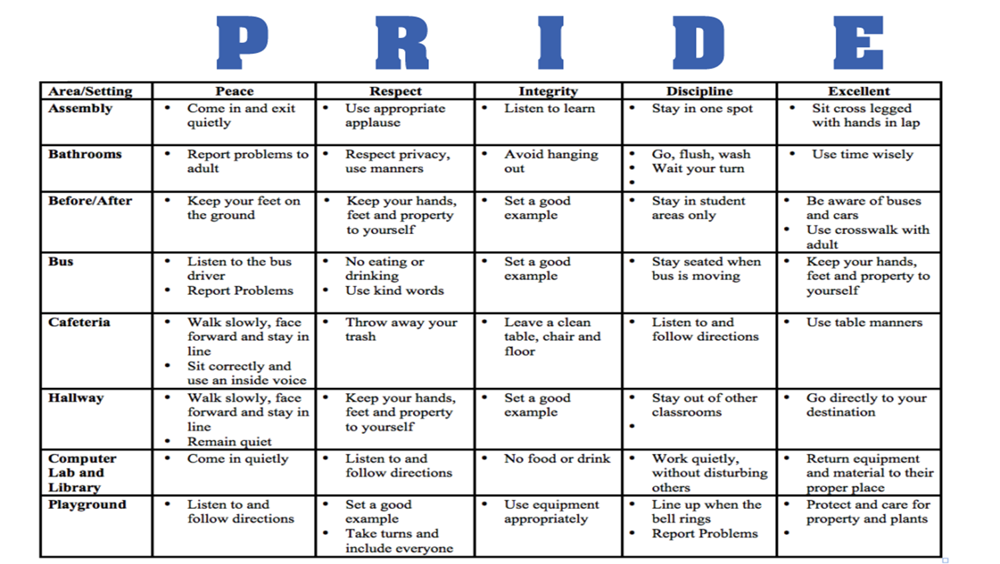 P R I D E
Area/Setting Peace Respect Integrity Discipline Excellent
Assembly
• Come in and exit
quietly
• Use appropriate
applause
• Listen to learn
• Stay in one spot
• Sit cross legged
with hands in lap
Bathrooms
• Report problems to
adult
• Respect privacy,
use manners
• Avoid hanging
out
• Go, flush, wash
• Wait your turn
•
• Use time wisely
Before/After
• Keep your feet on
the ground
• Keep your hands,
feet and property
to yourself
• Set a good
example
• Stay in student
areas only
• Be aware of buses
and cars
• Use crosswalk with
adult
Bus
• Listen to the bus
driver
• Report Problems
• No eating or
drinking
• Use kind words
• Set a good
example
• Stay seated when
bus is moving
• Keep your hands,
feet and property to
yourself
Cafeteria
• Walk slowly, face
forward and stay in
line
• Sit correctly and
use an inside voice
• Throw away your
trash
• Leave a clean
table, chair and
floor
• Listen to and
follow directions
• Use table manners
Hallway
• Walk slowly, face
forward and stay in
line
• Remain quiet
• Keep your hands,
feet and property
to yourself
• Set a good
example
• Stay out of other
classrooms
•
• Go directly to your
destination
Computer
Lab and
Library
• Come in quietly
• Listen to and
follow directions
• No food or drink
• Work quietly,
without disturbing
others
• Return equipment
and material to their
proper place
Playground
• Listen to and
follow directions
• Set a good
example
• Take turns and
include everyone
• Use equipment
appropriately
• Line up when the
bell rings
• Report Problems
• Protect and care for
property and plants
•